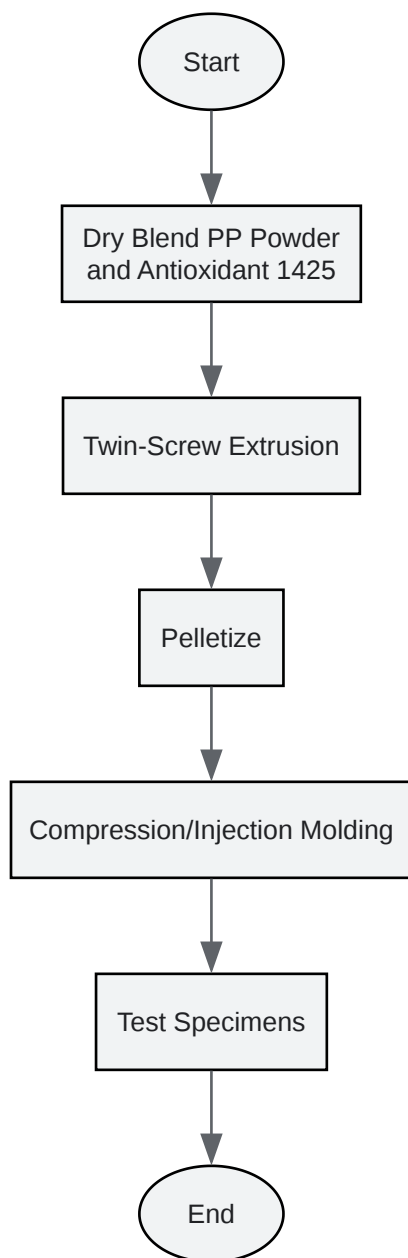 Start
Dry Blend PP Powder
and Antioxidant 1425
Twin-Screw Extrusion
Pelletize
Compression/Injection Molding
Test Specimens
End